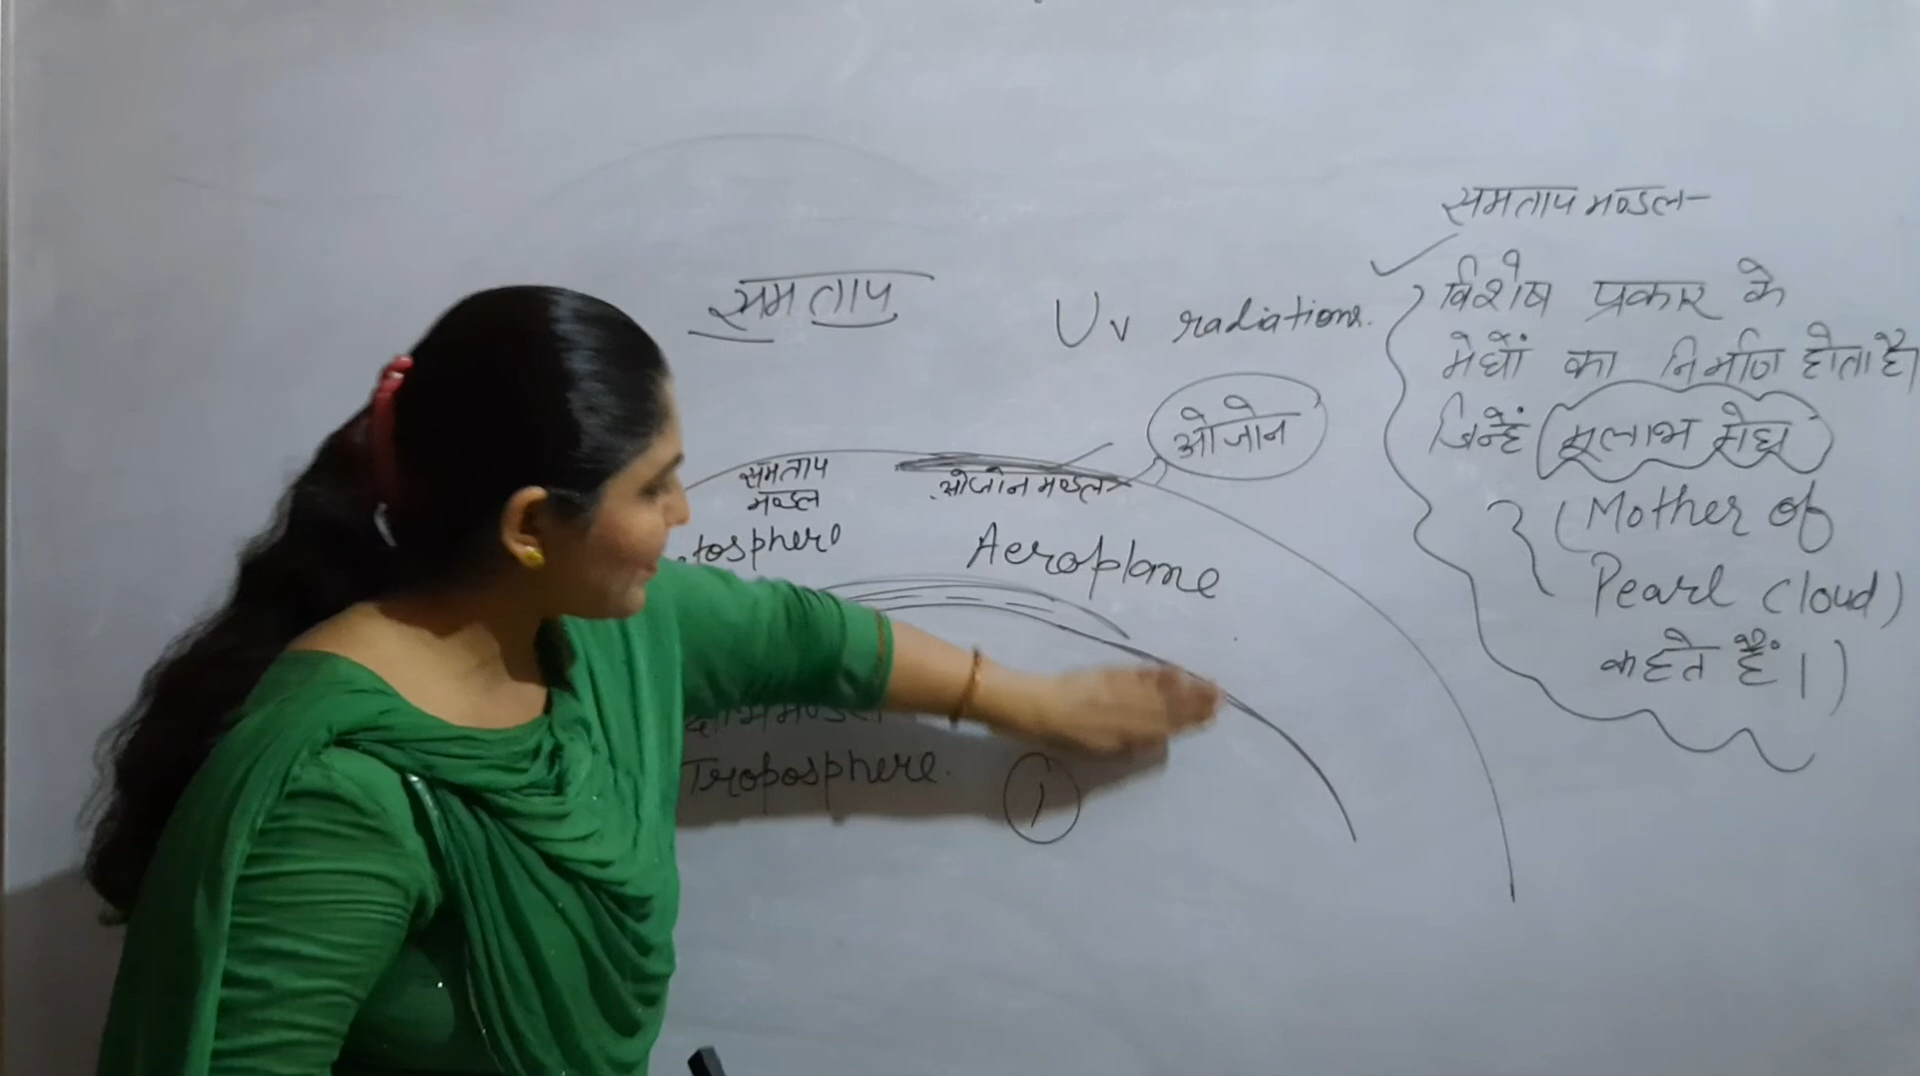 समताप
Uv radiations.
ओजोन
समताप
मण्डल
ओजोन मण्डल
tosphere
Aeroplane
Troposphere.
1
समताप मण्डल-
विशेष प्रकार के
मेघों का निर्माण होता है।
जिन्हें मूलाभ मेघ
(Mother of
Pearl Cloud)
कहते हैं।)